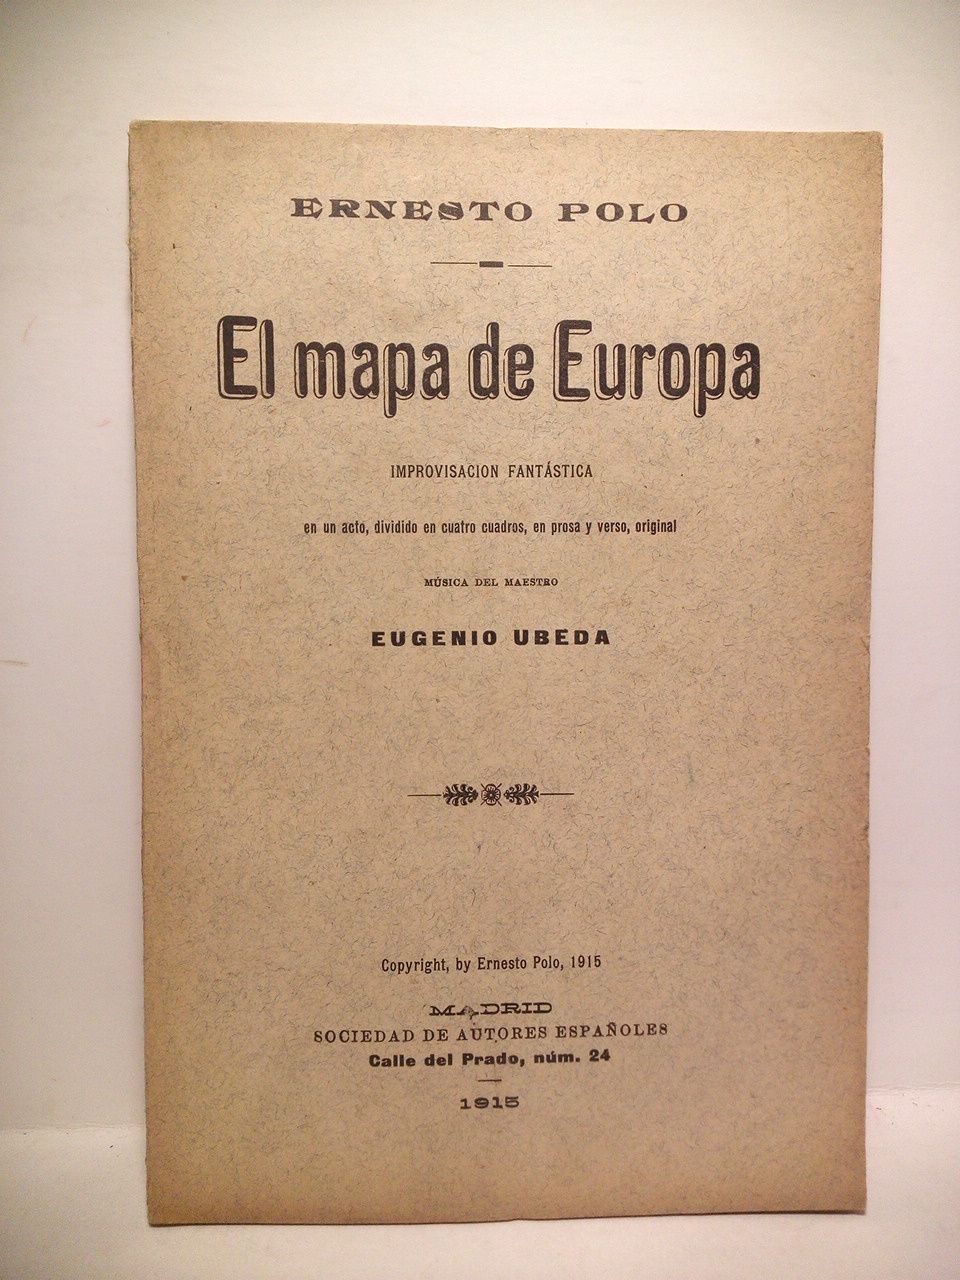 ERNESTO POLO
El mapa de Europa
IMPROVISACION FANTÁSTICA
en un acto, dividido en cuatro cuadros, en prosa y verso, original
MÚSICA DEL MAESTRO
EUGENIO UBEDA
Copyright, by Ernesto Polo, 1915
MADRID
SOCIEDAD DE AUTORES ESPAÑOLES
Calle del Prado, núm. 24
1915